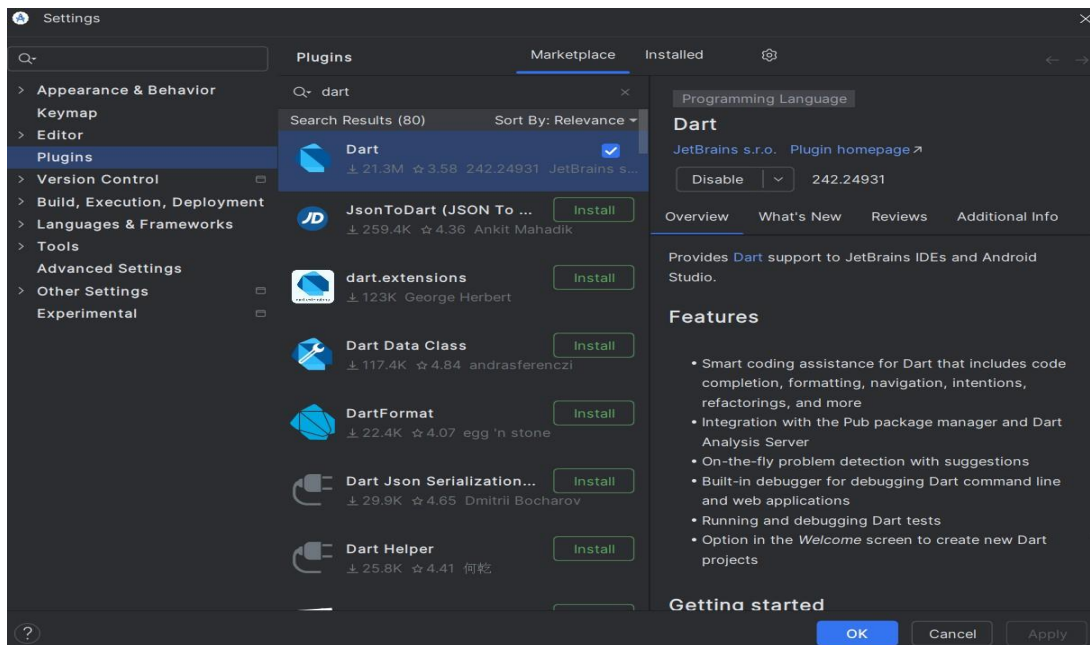 Settings
Plugins
Marketplace
Installed
Appearance & Behavior
Keymap
Editor
Plugins
Version Control
Build, Execution, Deployment
Languages & Frameworks
Tools
Advanced Settings
Other Settings
Experimental
dart
Search Results (80) Sort By: Relevance
Dart
21.3M 3.58 242.24931 JetBrains s...
JsonToDart (JSON To ... Install
259.4K 4.36 Ankit Mahadik
dart.extensions Install
123K George Herbert
Dart Data Class Install
117.4K 4.84 andrasferenczi
DartFormat Install
22.4K 4.07 egg 'n stone
Dart Json Serialization... Install
29.9K 4.65 Dmitrii Bocharov
Dart Helper Install
25.8K 4.41 何乾
Programming Language
Dart
JetBrains s.r.o. Plugin homepage
Disable 242.24931
Overview What's New Reviews Additional Info
Provides Dart support to JetBrains IDEs and Android
Studio.
Features
• Smart coding assistance for Dart that includes code
completion, formatting, navigation, intentions,
refactorings, and more
• Integration with the Pub package manager and Dart
Analysis Server
• On-the-fly problem detection with suggestions
• Built-in debugger for debugging Dart command line
and web applications
• Running and debugging Dart tests
• Option in the Welcome screen to create new Dart
projects
Getting started
? OK Cancel Apply